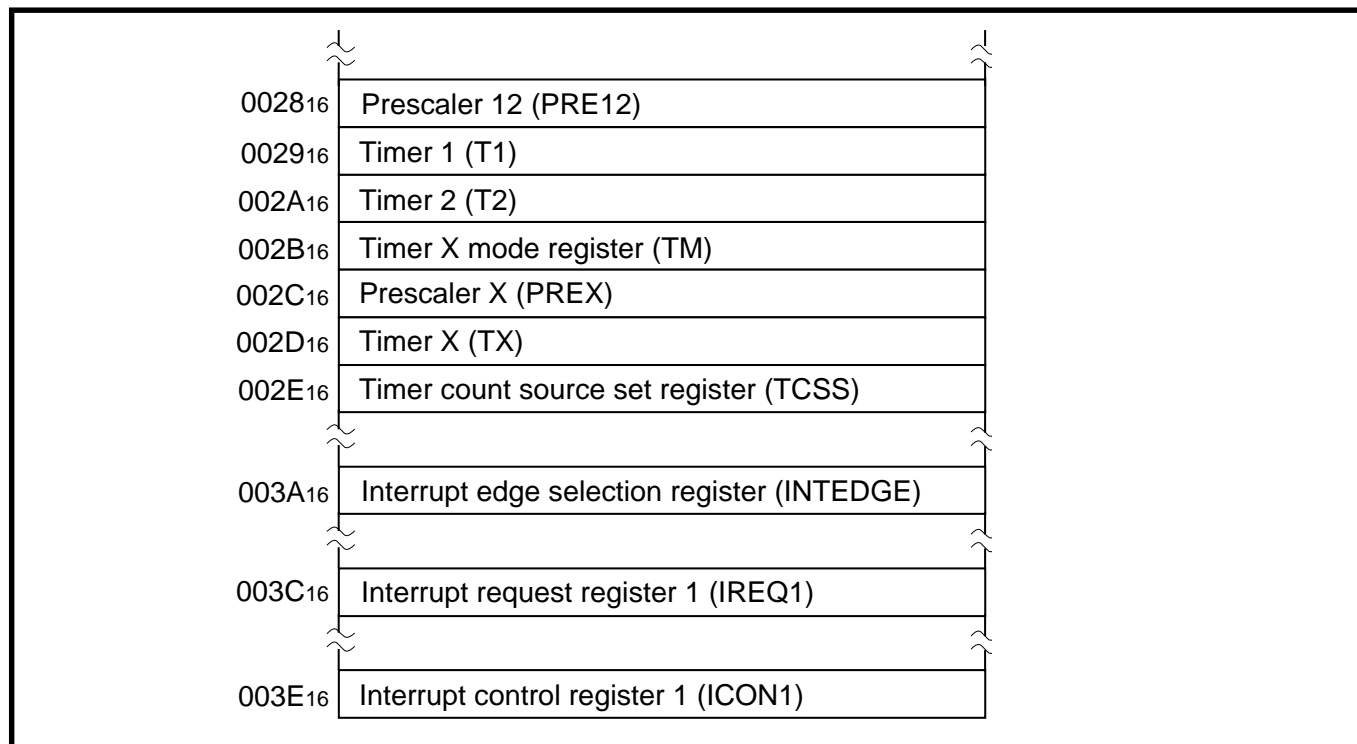 0028₁₆ Prescaler 12 (PRE12)
0029₁₆ Timer 1 (T1)
002A₁₆ Timer 2 (T2)
002B₁₆ Timer X mode register (TM)
002C₁₆ Prescaler X (PREX)
002D₁₆ Timer X (TX)
002E₁₆ Timer count source set register (TCSS)
003A₁₆ Interrupt edge selection register (INTEDGE)
003C₁₆ Interrupt request register 1 (IREQ1)
003E₁₆ Interrupt control register 1 (ICON1)